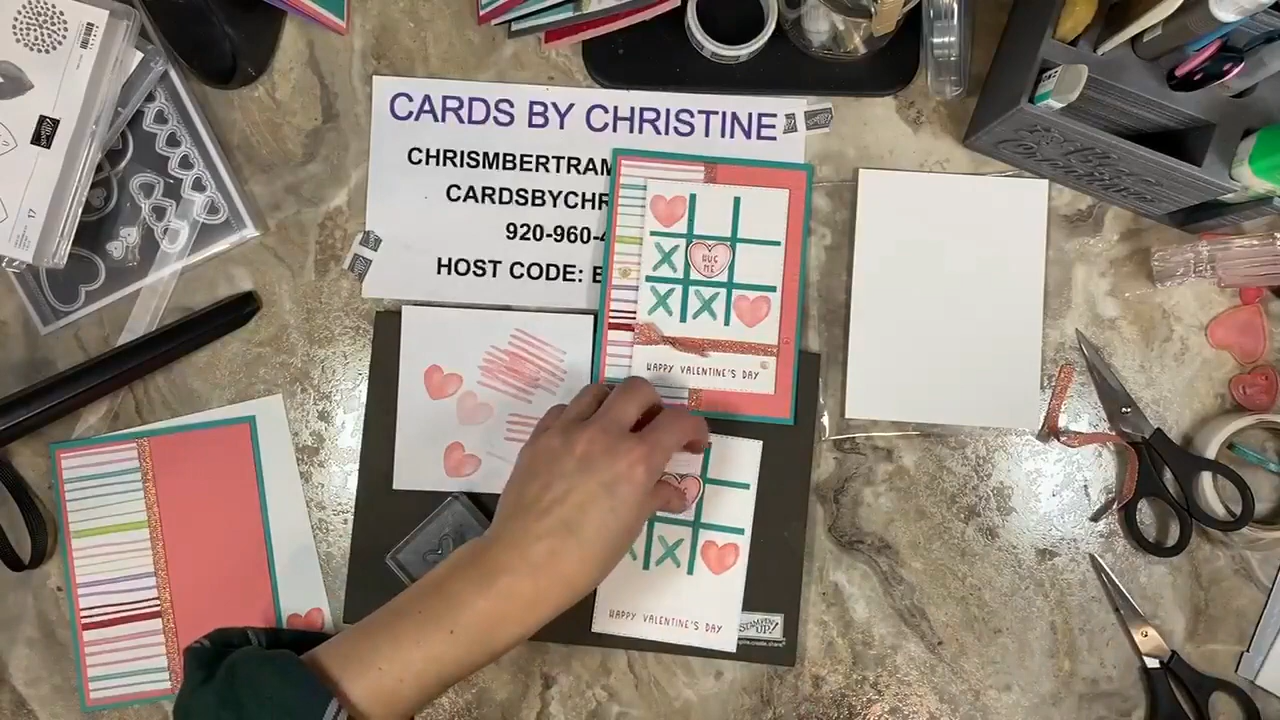 CARDS BY CHRISTINE
CHRISMBERTRAM
CARDSBYCHR
920-960-4
HOST CODE: E
HUG
ME
HAPPY VALENTINE'S DAY
HAPPY VALENTINE'S DAY
STAMPIN' UP!
17